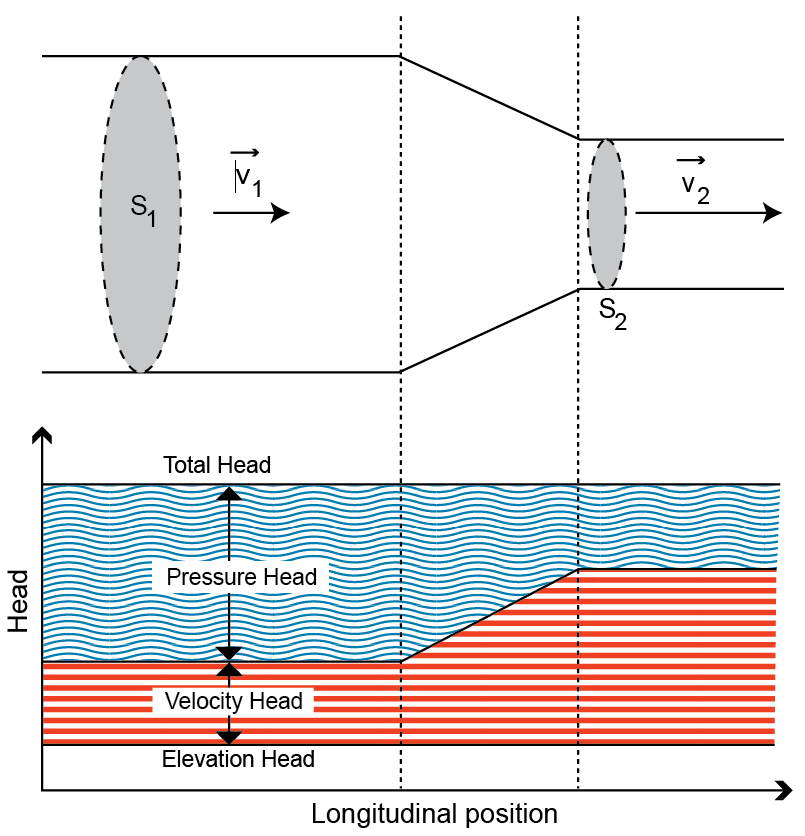 S1
v1
v2
S2
Total Head
Pressure Head
Head
Velocity Head
Elevation Head
Longitudinal position